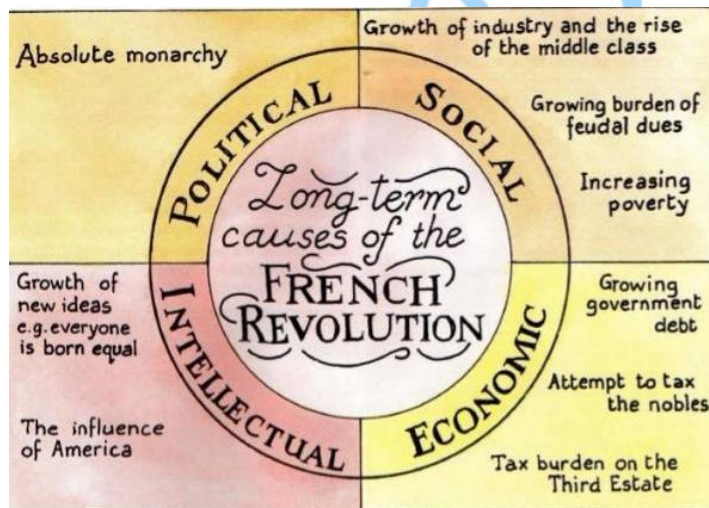 Absolute monarchy
POLITICAL
Growth of industry and the rise
of the middle class
Growing burden of
feudal dues
Increasing
poverty
SOCIAL
Long-term
causes of the
FRENCH
REVOLUTION
Growth of
new ideas
e.g. everyone
is born equal
The influence
of America
INTELLECTUAL
Growing
government
debt
Attempt to tax
the nobles
Tax burden on the
Third Estate
ECONOMIC